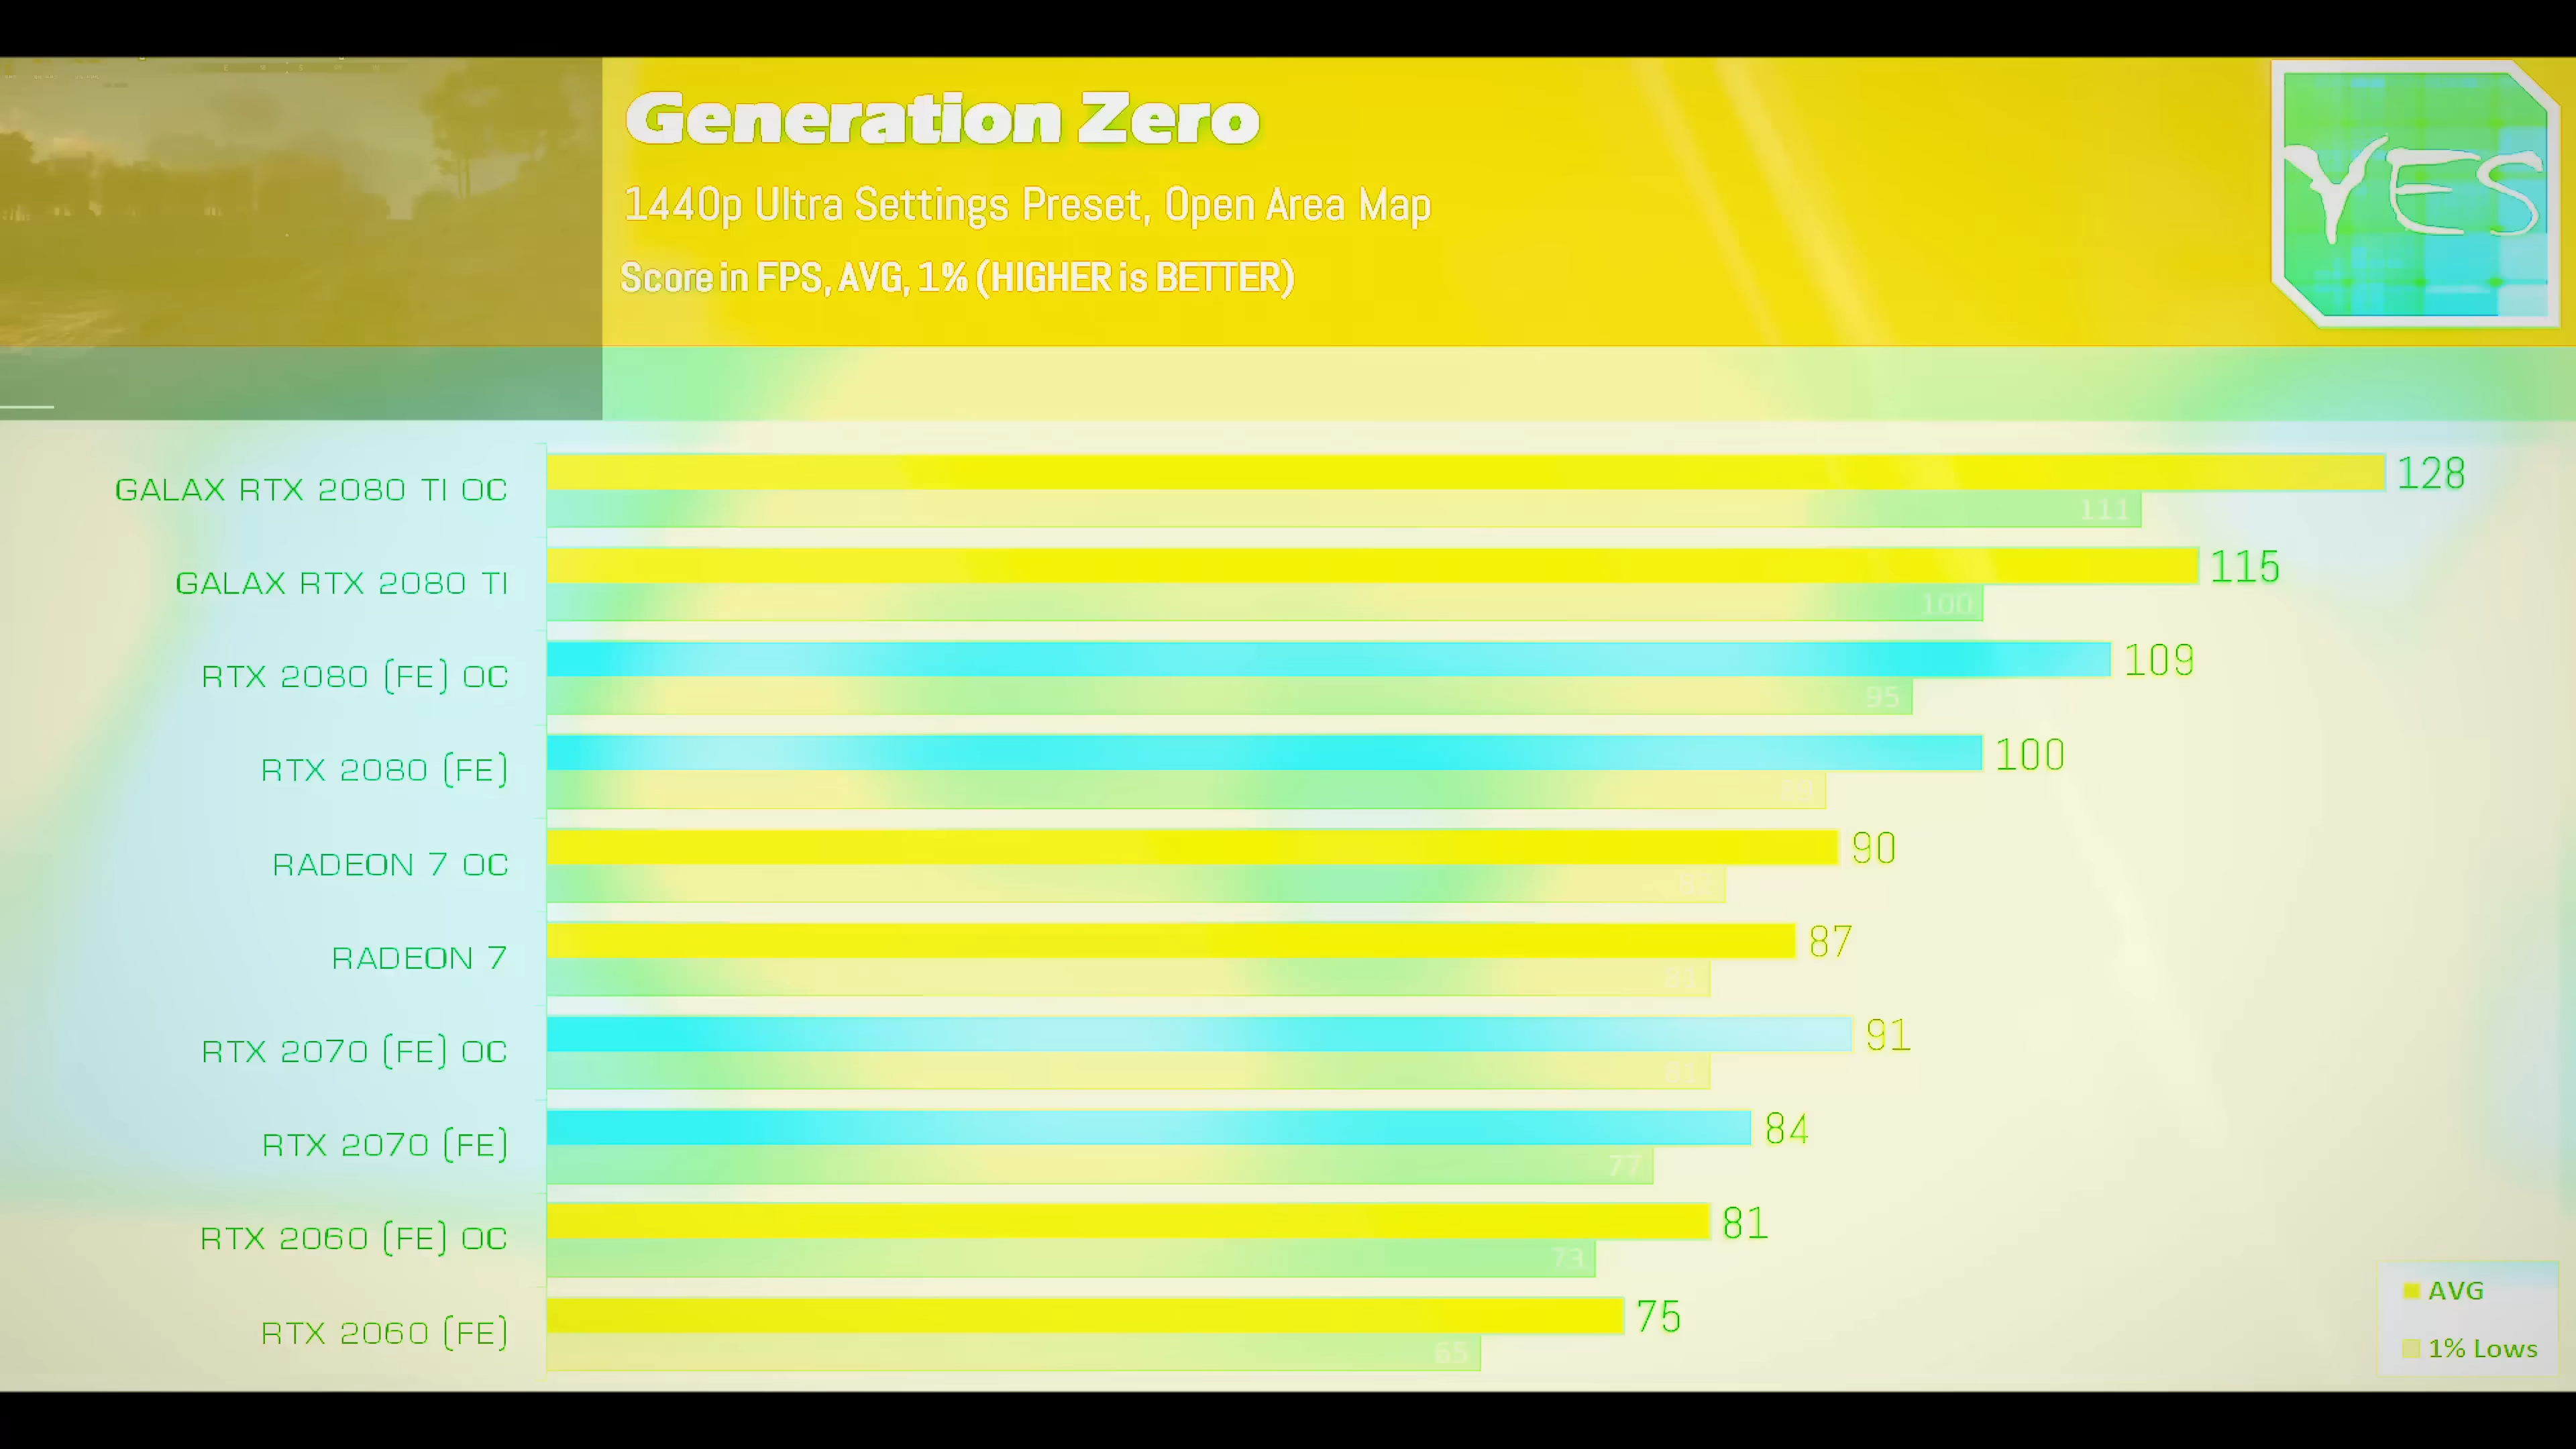 Generation Zero
YES
1440p Ultra Settings Preset, Open Area Map
Score in FPS, AVG, 1% (HIGHER is BETTER)
GALAX RTX 2080 TI OC
128
111
GALAX RTX 2080 TI
115
100
RTX 2080 (FE) OC
109
95
RTX 2080 (FE)
100
RADEON 7 OC
90
RADEON 7
87
81
RTX 2070 (FE) OC
91
81
RTX 2070 (FE)
84
77
RTX 2060 (FE) OC
81
73
RTX 2060 (FE)
75
65
AVG
1% Lows